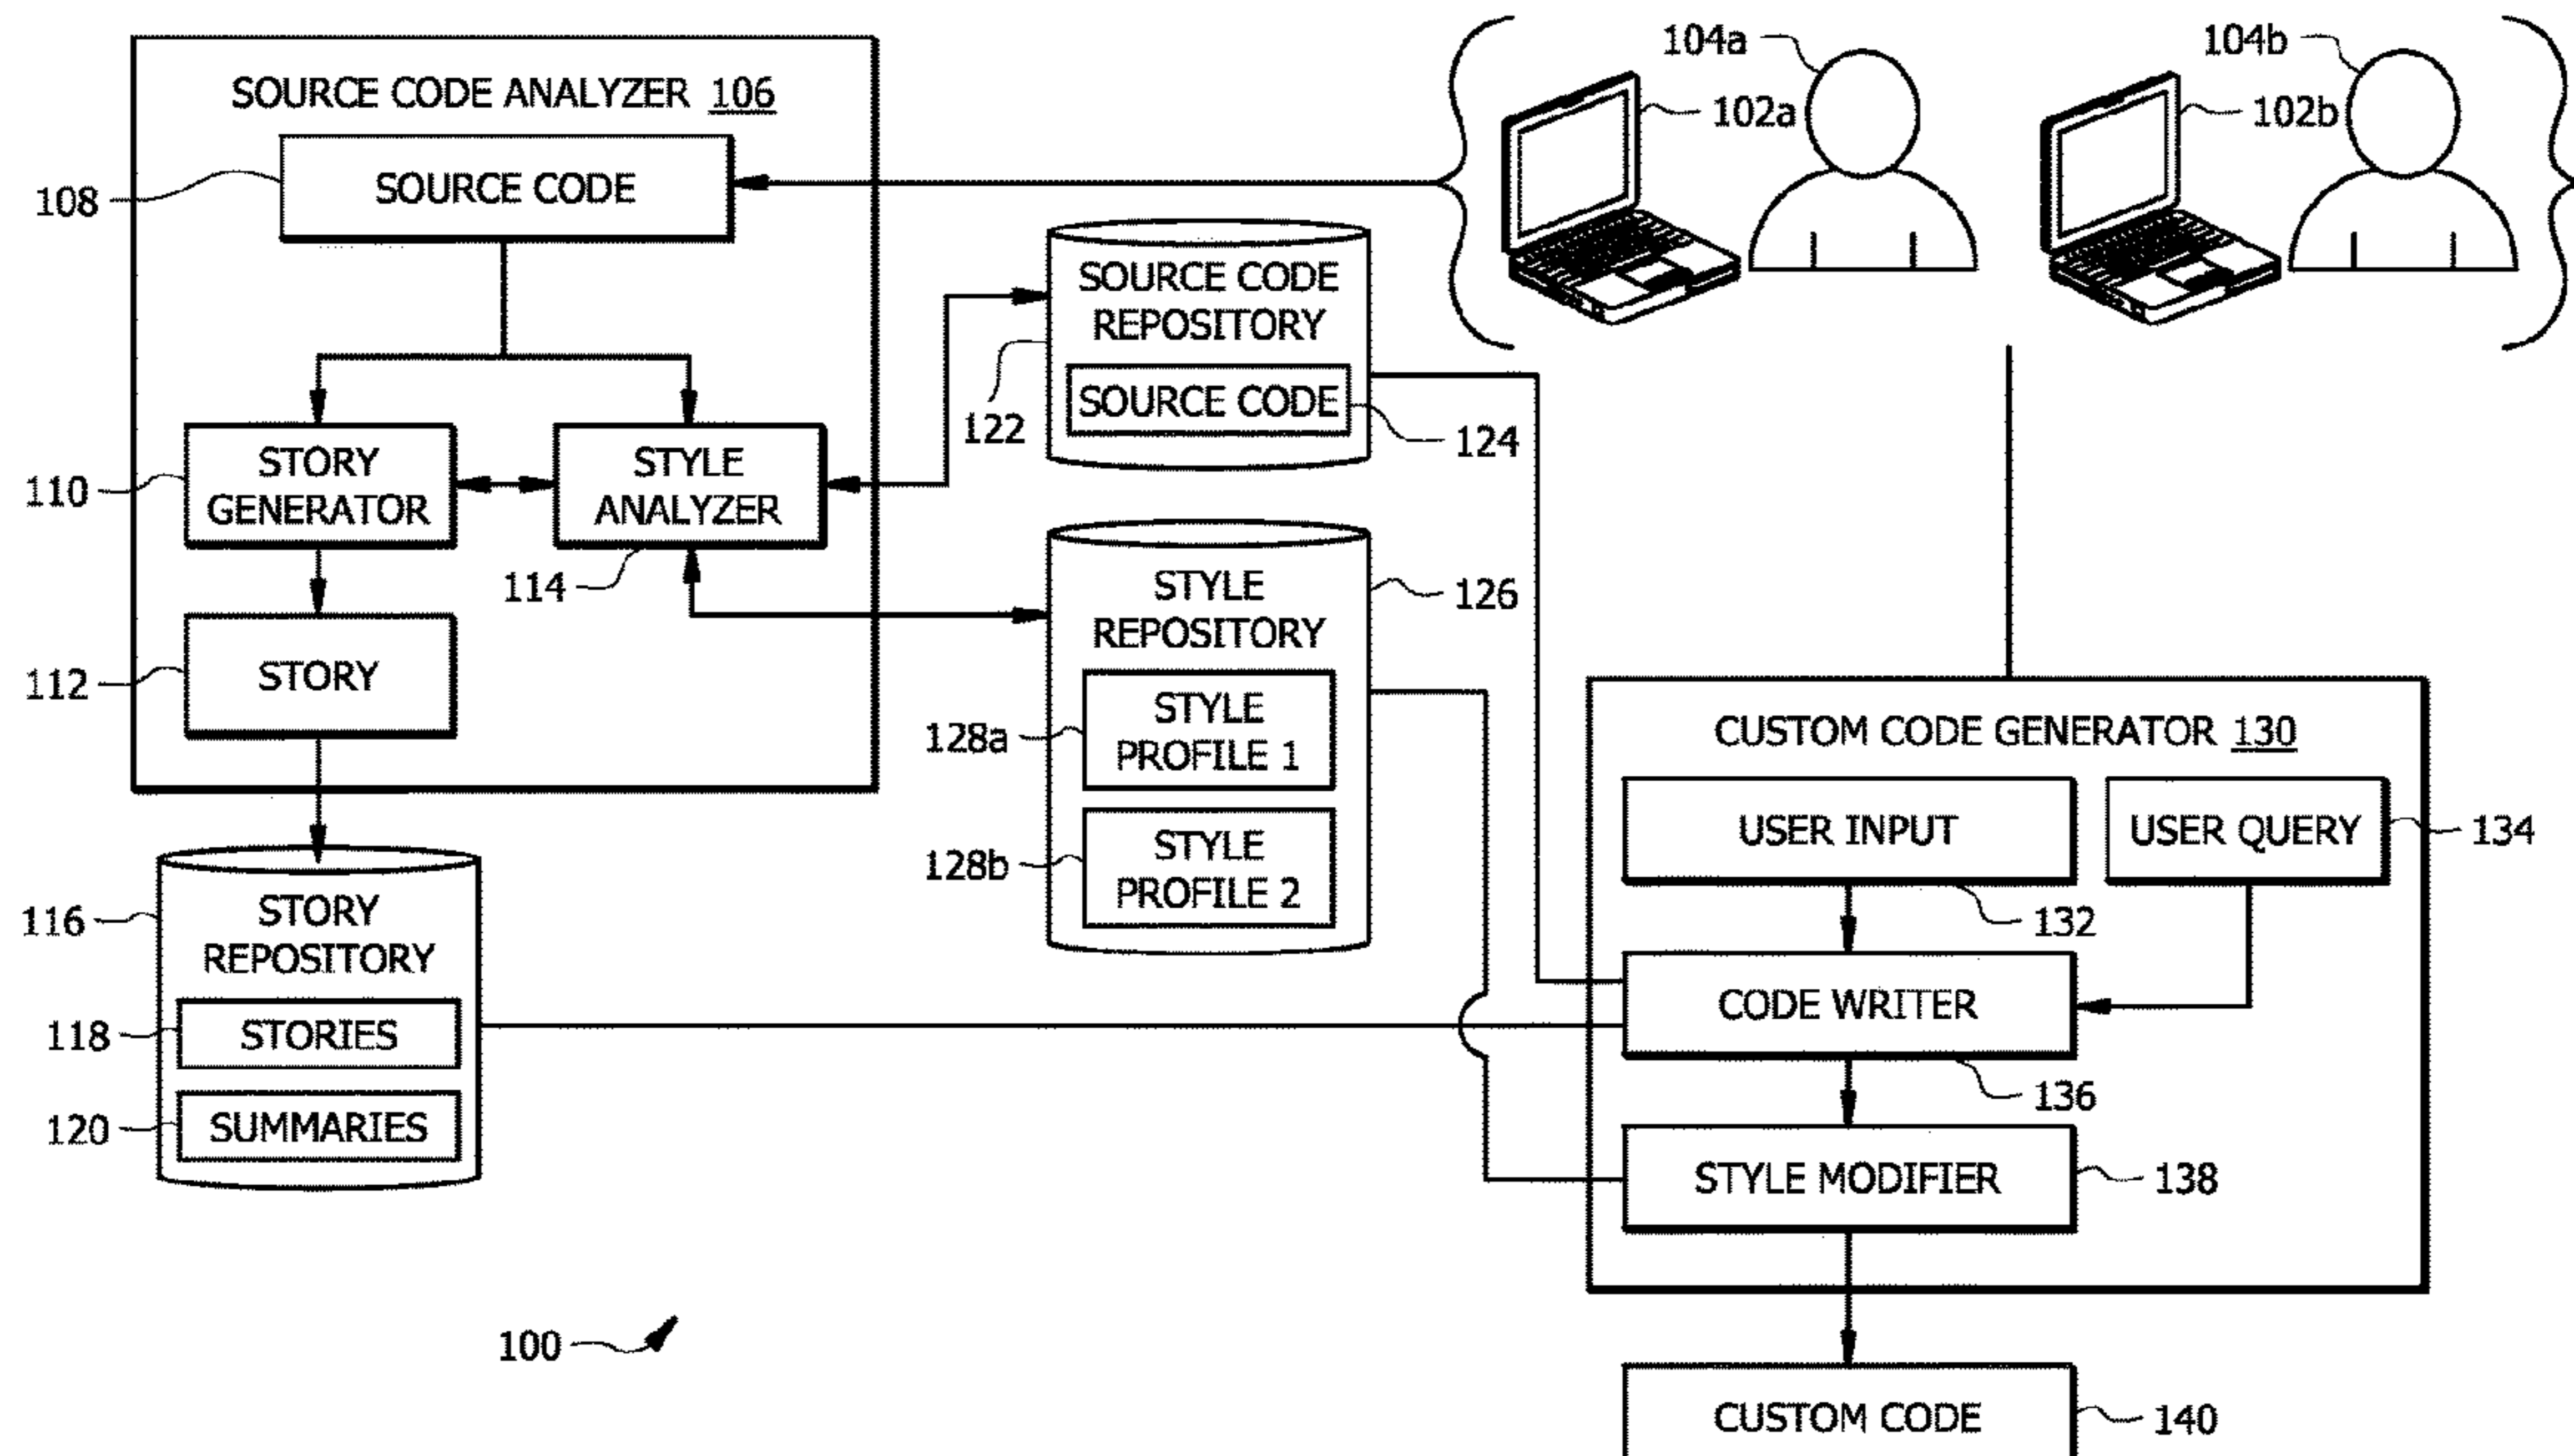 SOURCE CODE ANALYZER 106
SOURCE CODE
108
STORY
GENERATOR
110
STYLE
ANALYZER
114
STORY
112
STORY
REPOSITORY
116
STORIES
118
SUMMARIES
120
SOURCE CODE
REPOSITORY
122
SOURCE CODE
124
STYLE
REPOSITORY
126
STYLE
PROFILE 1
128a
STYLE
PROFILE 2
128b
104a
102a
104b
102b
CUSTOM CODE GENERATOR 130
USER INPUT
132
USER QUERY
134
CODE WRITER
136
STYLE MODIFIER
138
CUSTOM CODE
140
100